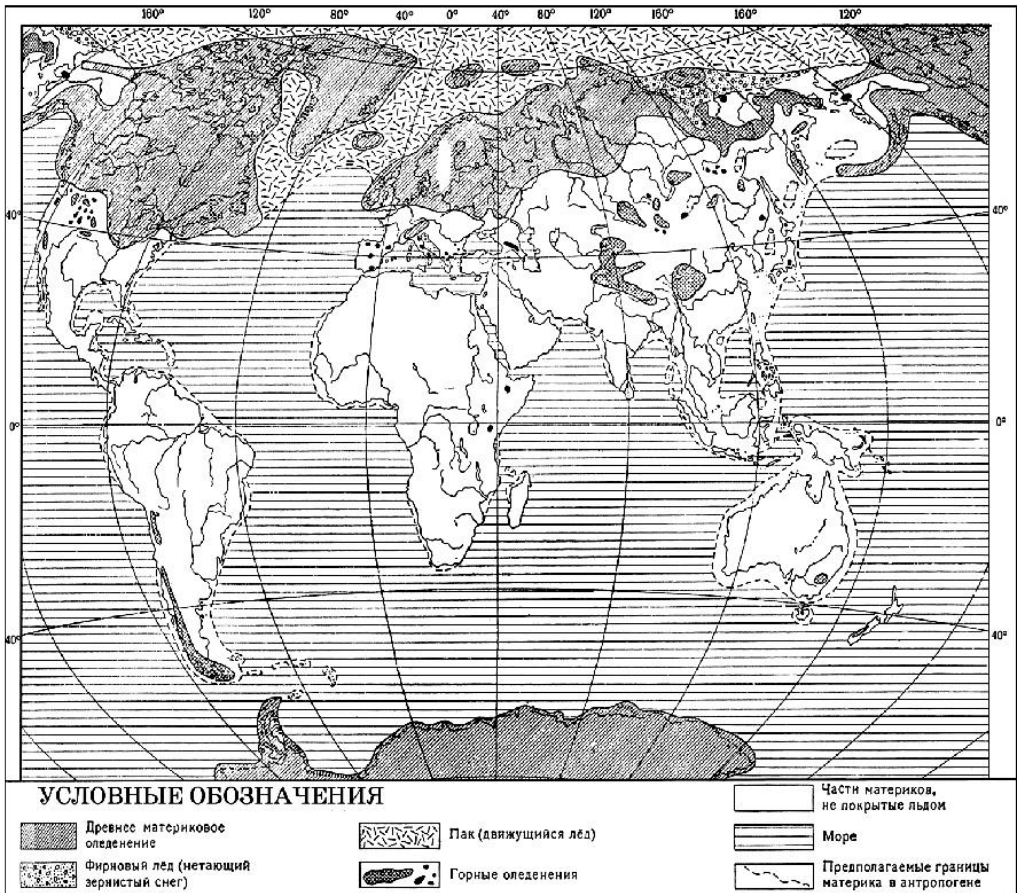 160° 120° 80° 40° 0° 40° 80° 120° 160° 160° 120°
40° 40°
0° 0°
40° 40°
УСЛОВНЫЕ ОБОЗНАЧЕНИЯ
Древнее материковое
оледенение
Фирновый лёд (нетающий
зернистый снег)
Пак (движущийся лёд)
Горные оледенения
Части материков,
не покрытые льдом
Море
Предполагаемые границы
материка в антропогене